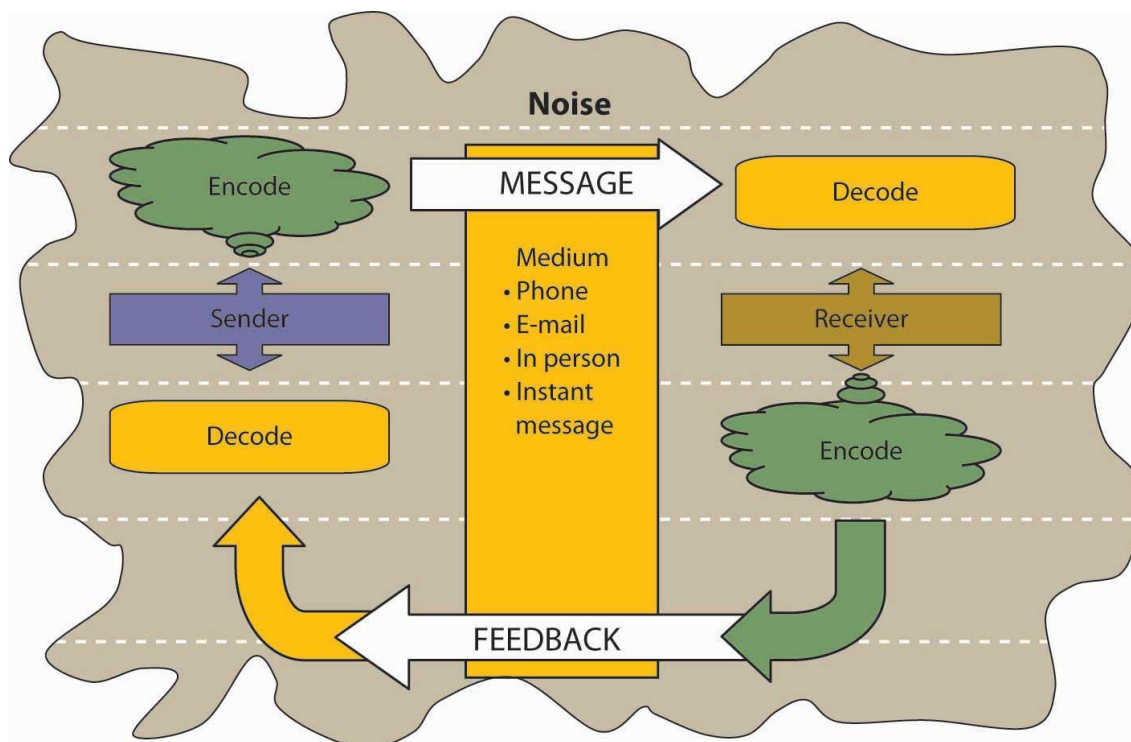 Noise
Encode
MESSAGE
Decode
Medium
• Phone
• E-mail
• In person
• Instant
message
Sender
Receiver
Decode
Encode
FEEDBACK